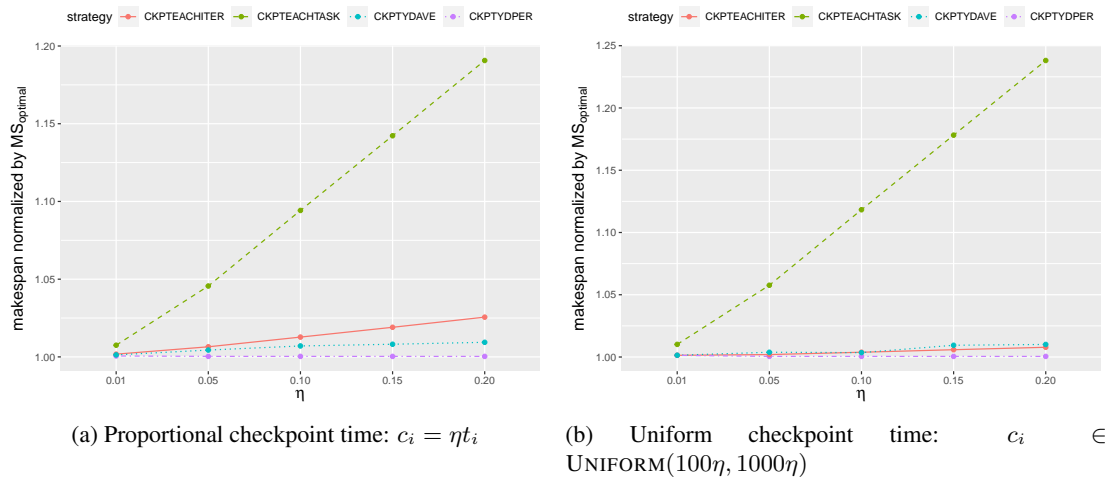 strategy CKPTEACHITER CKPTEACHTASK CKPTYDAVE CKPTYDPER
1.20
1.15
1.10
1.05
1.00
makespan normalized by MSoptimal
0.01 0.05 0.10 0.15 0.20
η
(a) Proportional checkpoint time: ci = ηti
strategy CKPTEACHITER CKPTEACHTASK CKPTYDAVE CKPTYDPER
1.25
1.20
1.15
1.10
1.05
1.00
makespan normalized by MSoptimal
0.01 0.05 0.10 0.15 0.20
η
(b) Uniform checkpoint time: ci ∈
UNIFORM(100η, 1000η)